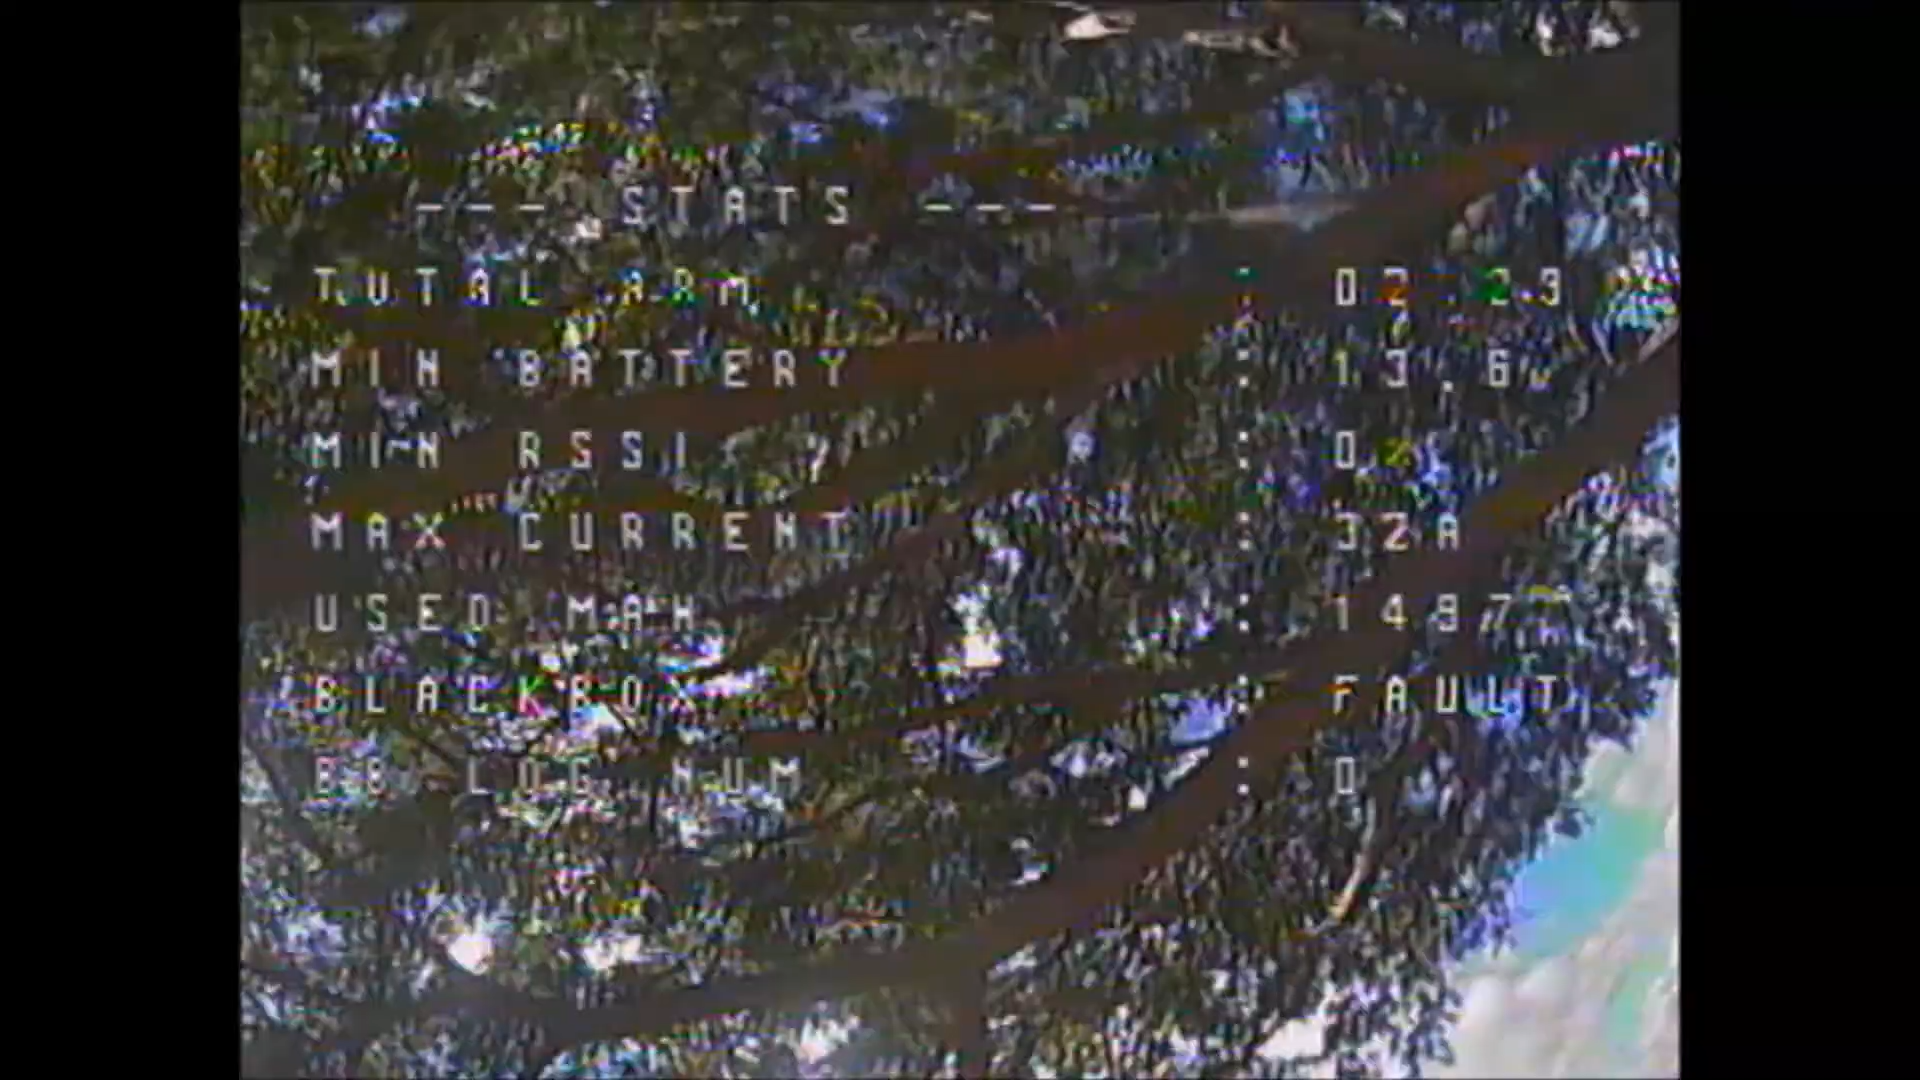 --- STATS ---
TOTAL ARM : 02:23
MIN BATTERY : 13.6V
MIN RSSI : 0%
MAX CURRENT : 32A
USED MAH : 1497
BLACKBOX : FAULT
BB LOG NUM : 0